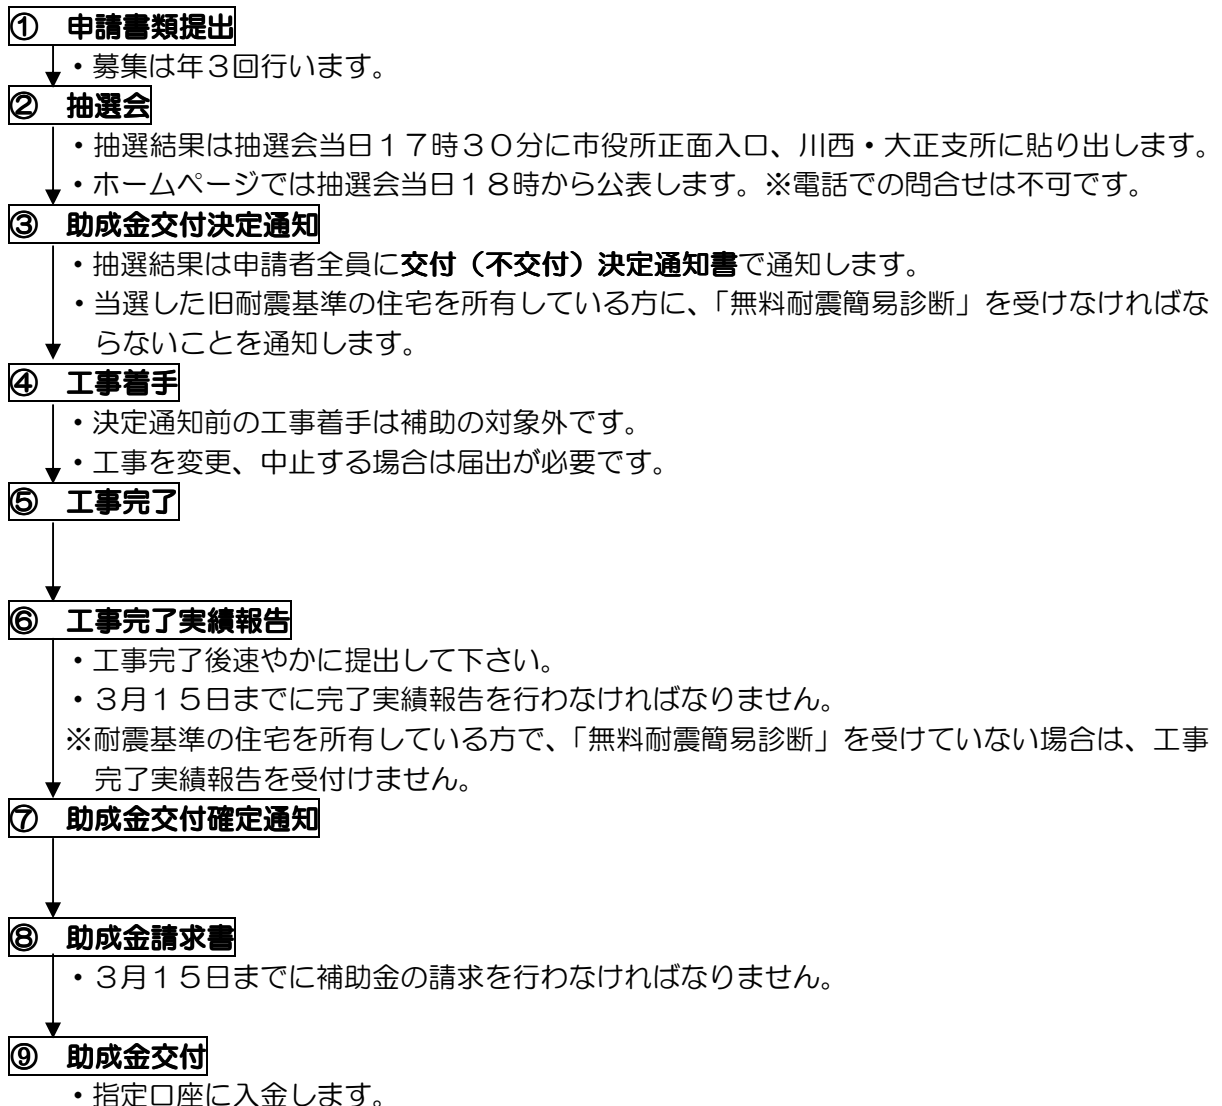 ①　申請書類提出
・募集は年３回行います。
②　抽選会
・抽選結果は抽選会当日１７時３０分に市役所正面入口、川西・大正支所に貼り出します。
・ホームページでは抽選会当日１８時から公表します。※電話での問合せは不可です。
③　助成金交付決定通知
・抽選結果は申請者全員に交付（不交付）決定通知書で通知します。
・当選した旧耐震基準の住宅を所有している方に、「無料耐震簡易診断」を受けなければな
らないことを通知します。
④　工事着手
・決定通知前の工事着手は補助の対象外です。
・工事を変更、中止する場合は届出が必要です。
⑤　工事完了
⑥　工事完了実績報告
・工事完了後速やかに提出して下さい。
・３月１５日までに完了実績報告を行わなければなりません。
※耐震基準の住宅を所有している方で、「無料耐震簡易診断」を受けていない場合は、工事
完了実績報告を受付けません。
⑦　助成金交付確定通知
⑧　助成金請求書
・３月１５日までに補助金の請求を行わなければなりません。
⑨　助成金交付
・指定口座に入金します。